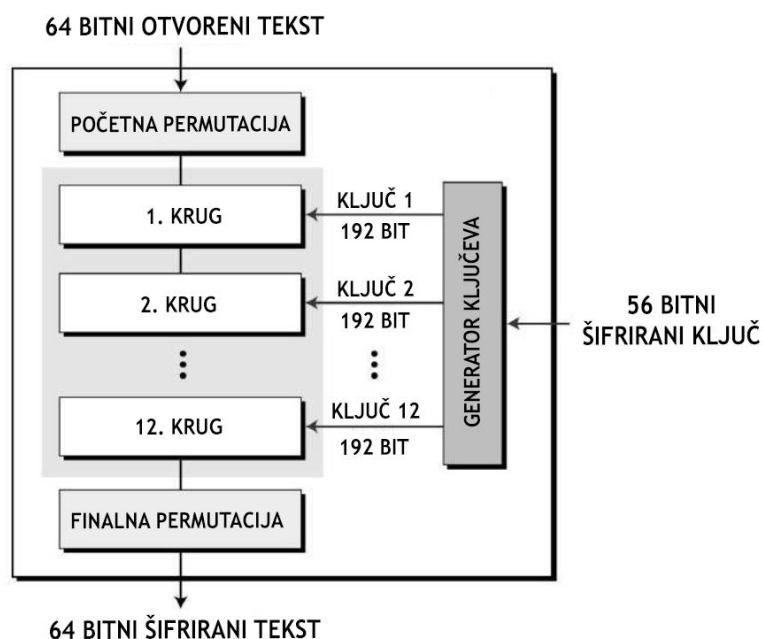 64 BITNI OTVORENI TEKST
POČETNA PERMUTACIJA
1. KRUG
KLJUČ 1
192 BIT
2. KRUG
KLJUČ 2
192 BIT
12. KRUG
KLJUČ 12
192 BIT
GENERATOR KLJUČEVA
56 BITNI
ŠIFRIRANI KLJUČ
FINALNA PERMUTACIJA
64 BITNI ŠIFRIRANI TEKST